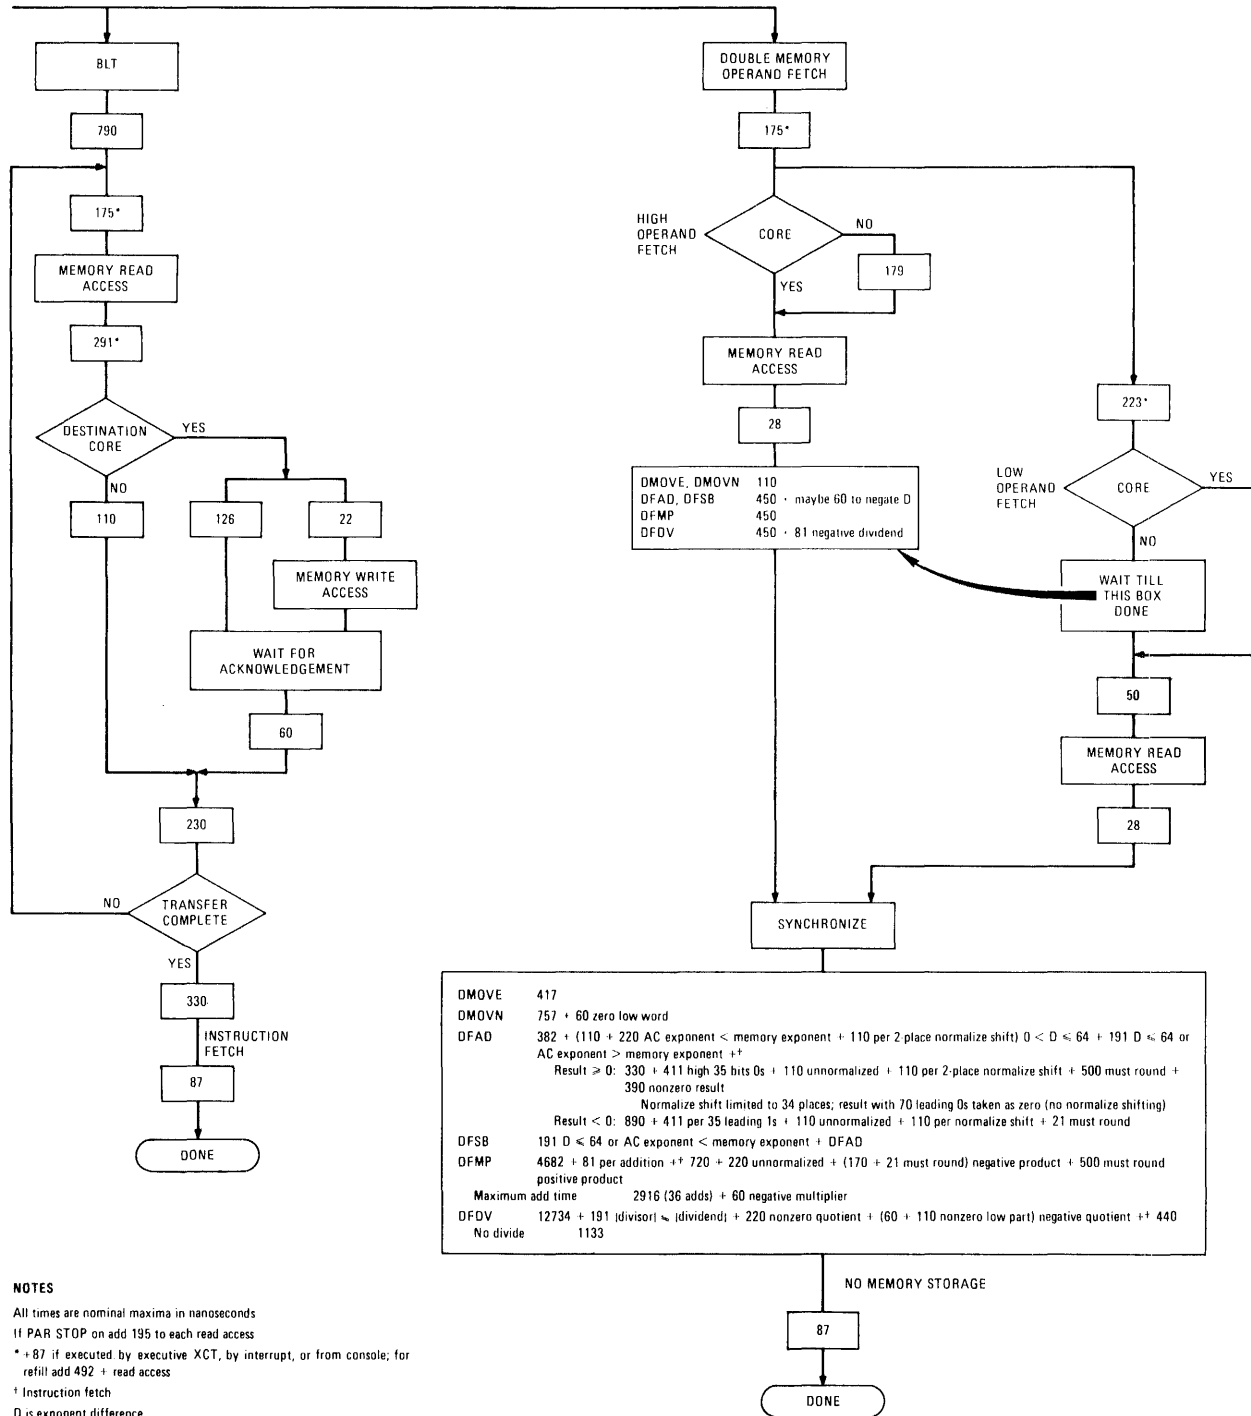 BLT
790
175*
MEMORY READ
ACCESS
291*
DESTINATION
CORE
YES
NO
110
126
22
MEMORY WRITE
ACCESS
WAIT FOR
ACKNOWLEDGEMENT
60
230
NO
TRANSFER
COMPLETE
YES
330
INSTRUCTION
FETCH
87
DONE
DOUBLE MEMORY
OPERAND FETCH
175*
HIGH
OPERAND
FETCH
CORE
NO
179
YES
MEMORY READ
ACCESS
28
DMOVE, DMOVN 110
DFAD, DFSB 450 + maybe 60 to negate D
DFMP 450
DFDV 450 + 81 negative dividend
223*
LOW
OPERAND
FETCH
CORE
YES
NO
WAIT TILL
THIS BOX
DONE
50
MEMORY READ
ACCESS
28
SYNCHRONIZE
DMOVE 417
DMOVN 757 + 60 zero low word
DFAD 382 + (110 + 220 AC exponent < memory exponent + 110 per 2-place normalize shift) 0 < D ≤ 64 + 191 D ≤ 64 or
AC exponent > memory exponent +†
Result ≥ 0: 330 + 411 high 35 bits 0s + 110 unnormalized + 110 per 2-place normalize shift + 500 must round +
390 nonzero result
Normalize shift limited to 34 places; result with 70 leading 0s taken as zero (no normalize shifting)
Result < 0: 890 + 411 per 35 leading 1s + 110 unnormalized + 110 per normalize shift + 21 must round
DFSB 191 D ≤ 64 or AC exponent < memory exponent + DFAD
DFMP 4682 + 81 per addition +† 720 + 220 unnormalized + (170 + 21 must round) negative product + 500 must round
positive product
Maximum add time 2916 (36 adds) + 60 negative multiplier
DFDV 12734 + 191 |divisor| ≤ |dividend| + 220 nonzero quotient + (60 + 110 nonzero low part) negative quotient +† 440
No divide 1133
NO MEMORY STORAGE
87
DONE
NOTES
All times are nominal maxima in nanoseconds
If PAR STOP on add 195 to each read access
* +87 if executed by executive XCT, by interrupt, or from console; for
refill add 492 + read access
† Instruction fetch
D is exponent difference